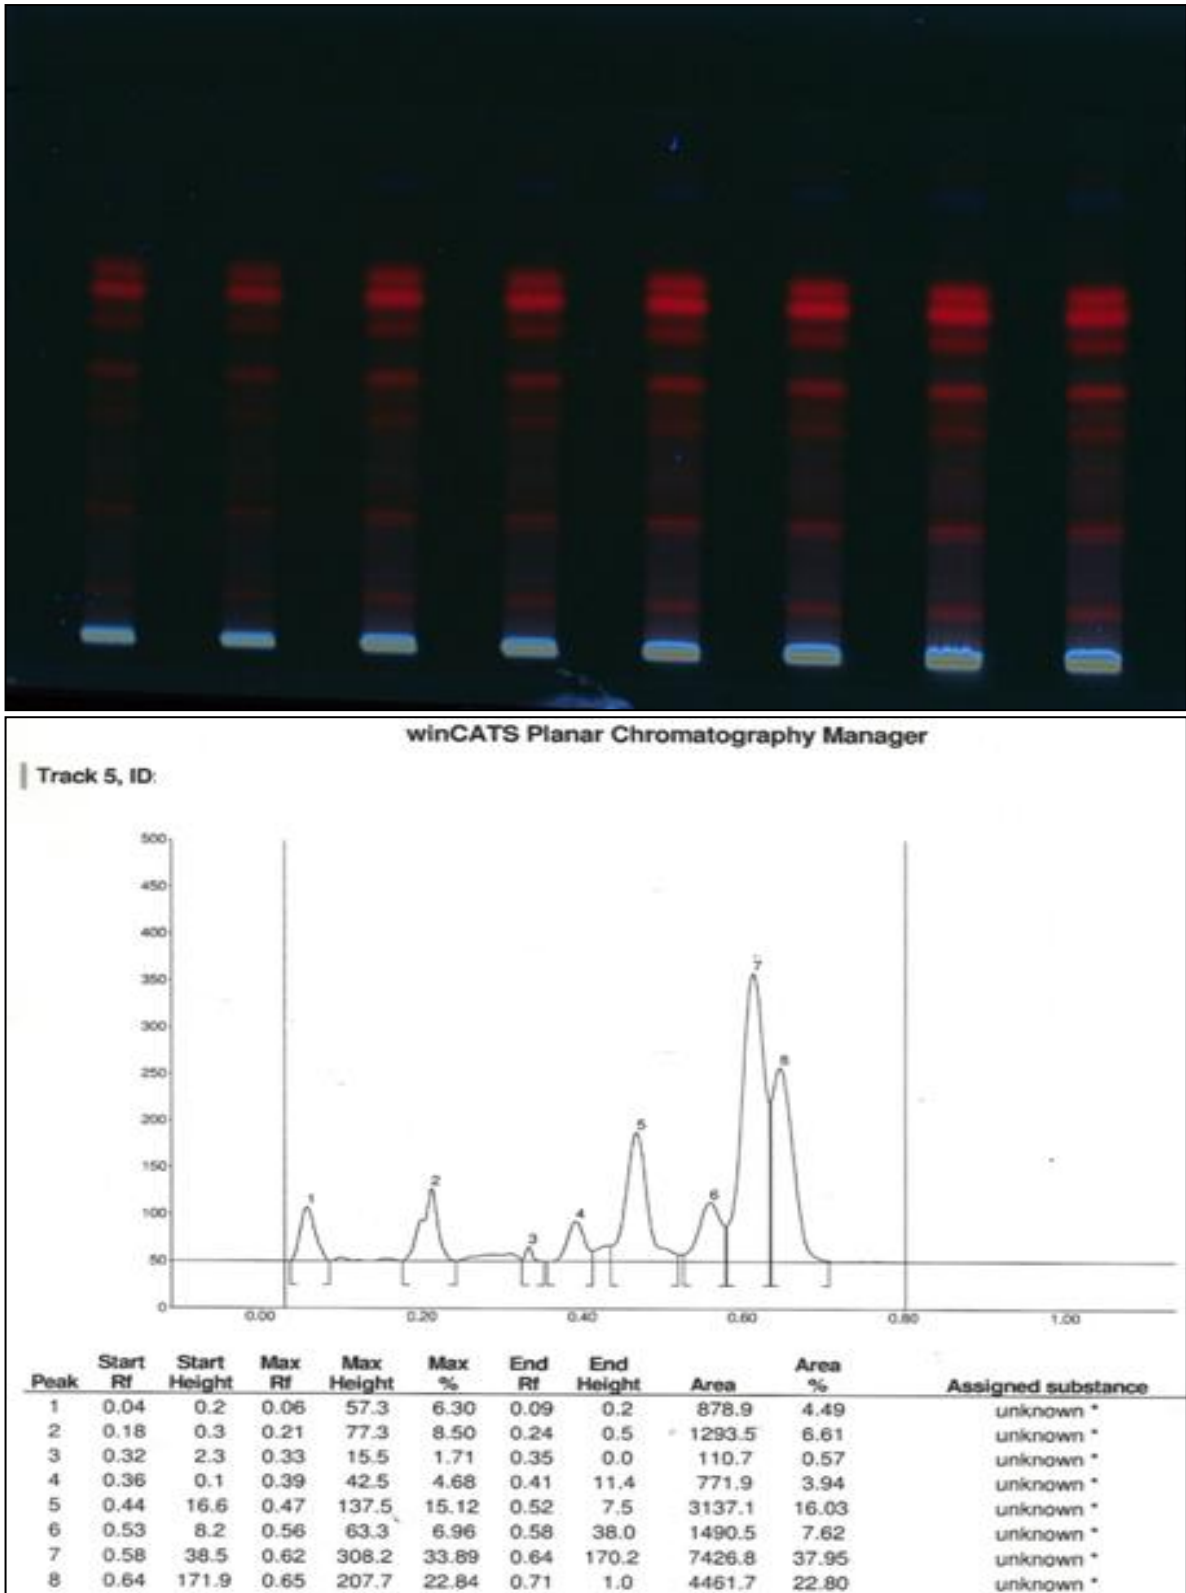 winCATS Planar Chromatography Manager
Track 5, ID:
500
450
400
350
300
250
200
150
100
50
0
1
2
3
4
5
6
7
8
0.00 0.20 0.40 0.60 0.80 1.00
Start Start Max Max Max End End Area
Peak Rf Height Rf Height % Rf Height Area % Assigned substance
1 0.04 0.2 0.06 57.3 6.30 0.09 0.2 878.9 4.49 unknown *
2 0.18 0.3 0.21 77.3 8.50 0.24 0.5 1293.5 6.61 unknown *
3 0.32 2.3 0.33 15.5 1.71 0.35 0.0 110.7 0.57 unknown *
4 0.36 0.1 0.39 42.5 4.68 0.41 11.4 771.9 3.94 unknown *
5 0.44 16.6 0.47 137.5 15.12 0.52 7.5 3137.1 16.03 unknown *
6 0.53 8.2 0.56 63.3 6.96 0.58 38.0 1490.5 7.62 unknown *
7 0.58 38.5 0.62 308.2 33.89 0.64 170.2 7426.8 37.95 unknown *
8 0.64 171.9 0.65 207.7 22.84 0.71 1.0 4461.7 22.80 unknown *